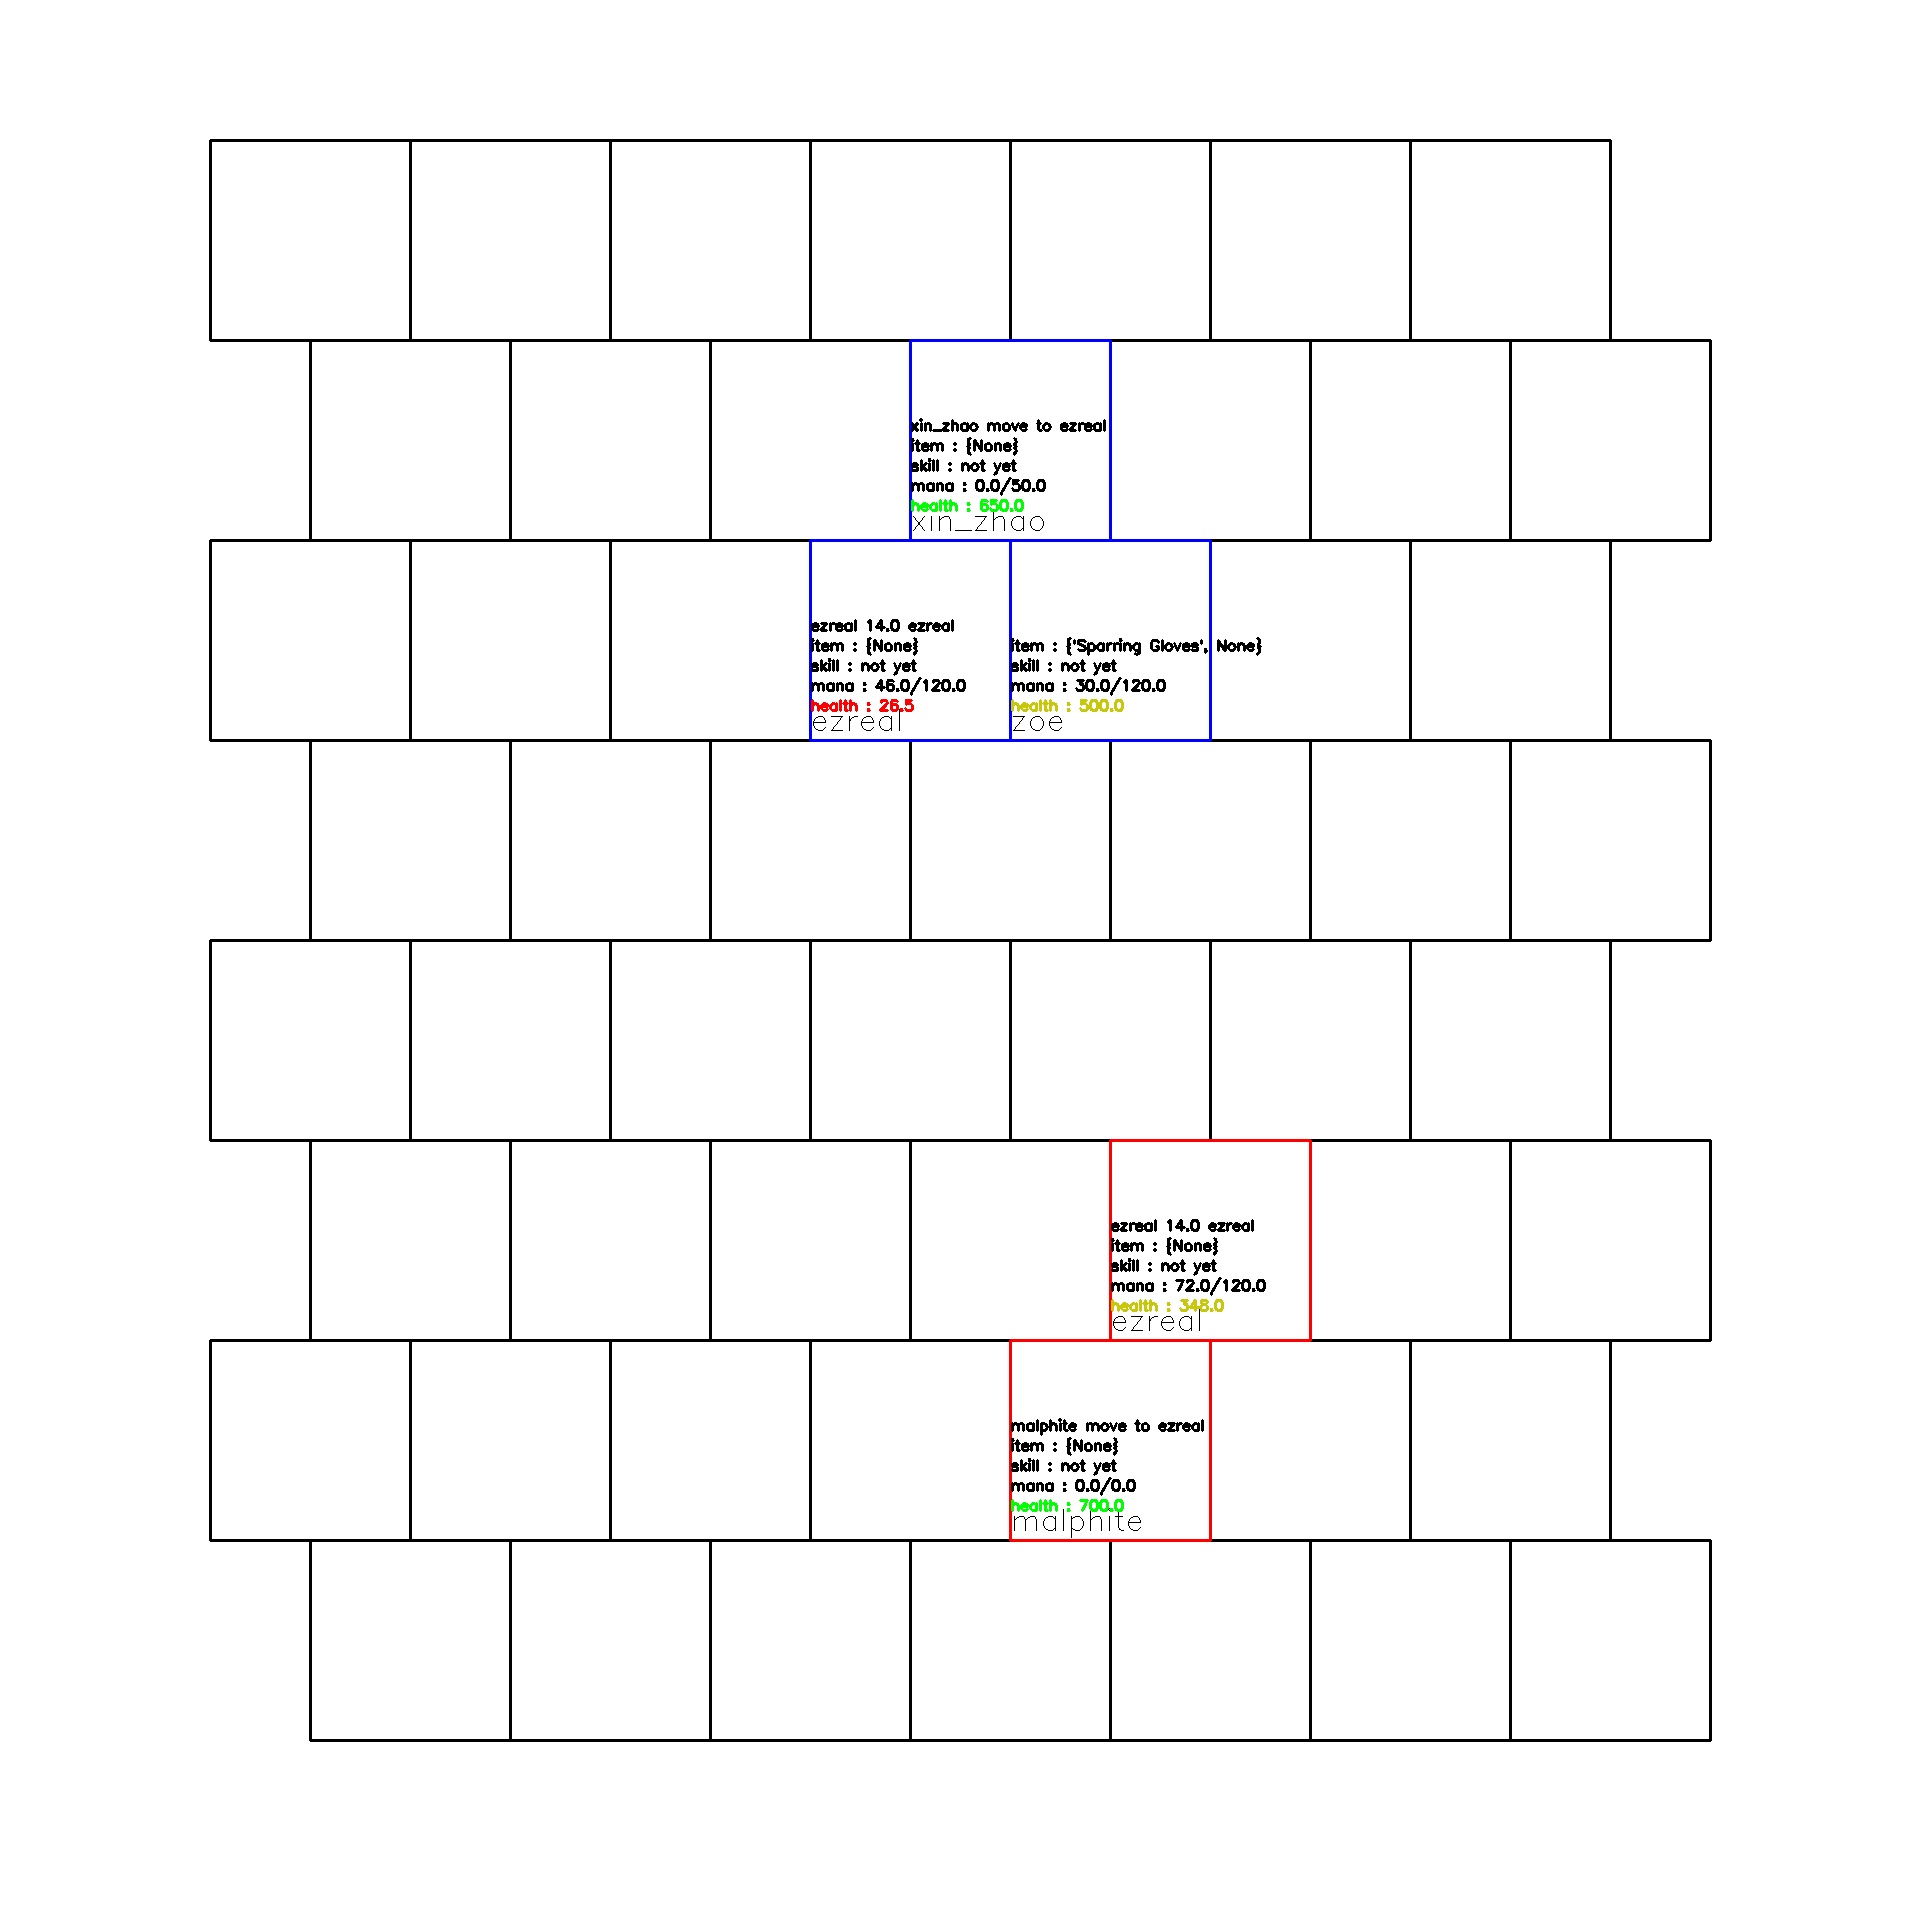 xin_zhao move to ezreal
item : {None}
skill : not yet
mana : 0.0/50.0
health : 650.0
xin_zhao
ezreal 14.0 ezreal
item : {None}
skill : not yet
mana : 46.0/120.0
health : 26.5
ezreal
item : {'Sparring Gloves', None}
skill : not yet
mana : 30.0/120.0
health : 500.0
zoe
ezreal 14.0 ezreal
item : {None}
skill : not yet
mana : 72.0/120.0
health : 348.0
ezreal
malphite move to ezreal
item : {None}
skill : not yet
mana : 0.0/0.0
health : 700.0
malphite